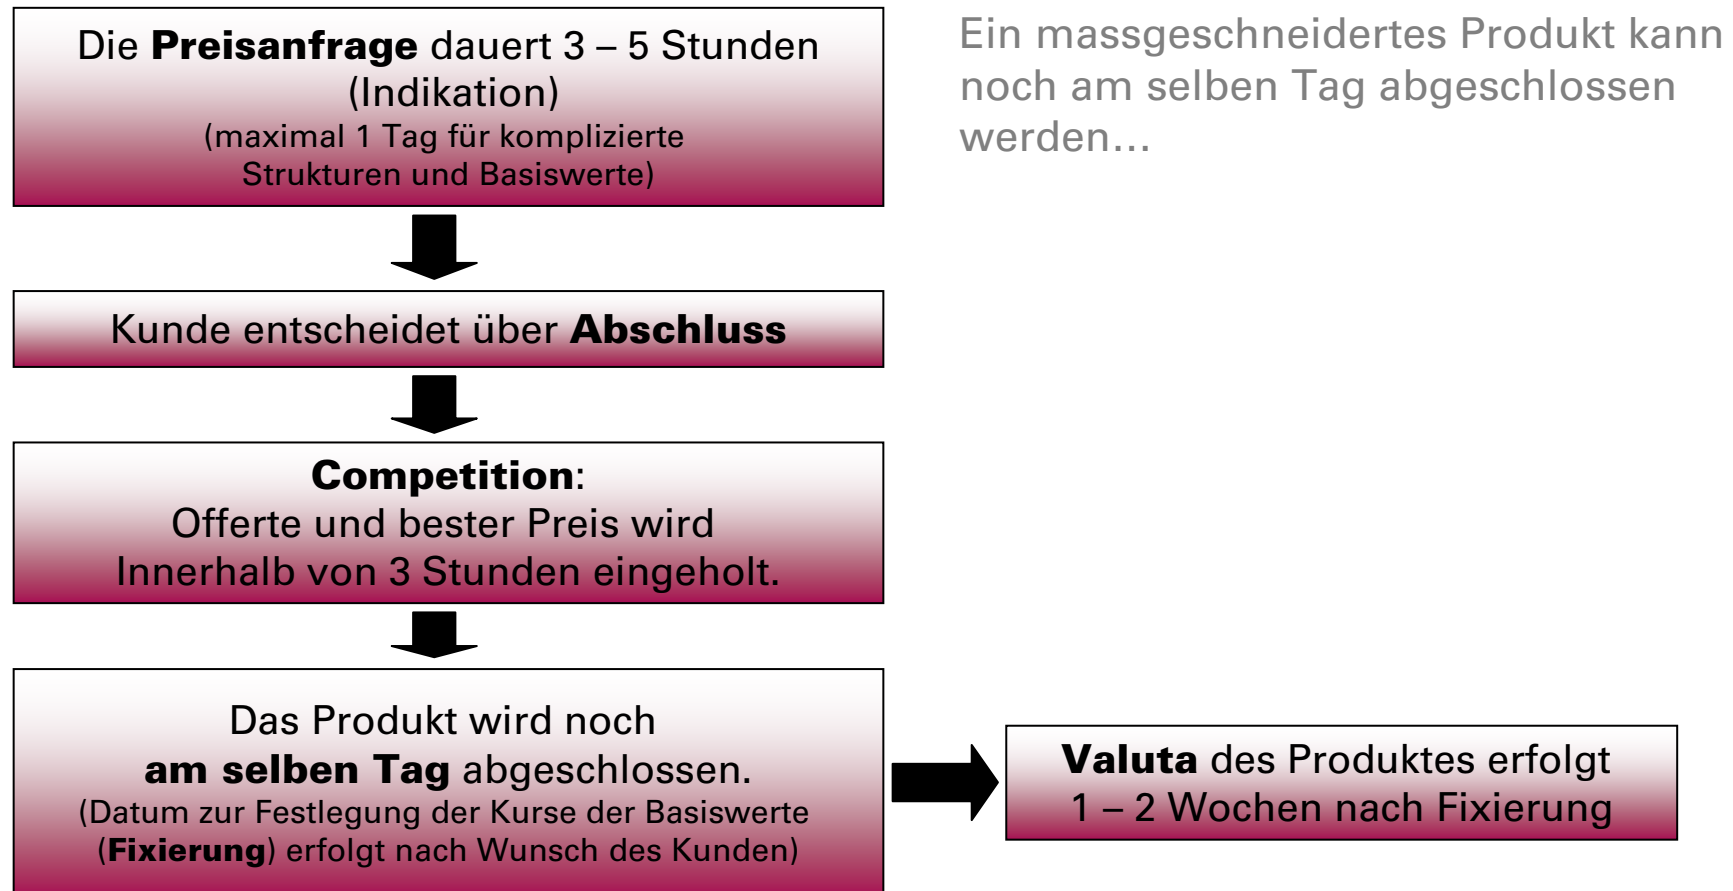 Die Preisanfrage dauert 3 – 5 Stunden
(Indikation)
(maximal 1 Tag für komplizierte
Strukturen und Basiswerte)
Ein massgeschneidertes Produkt kann
noch am selben Tag abgeschlossen
werden...
Kunde entscheidet über Abschluss
Competition:
Offerte und bester Preis wird
Innerhalb von 3 Stunden eingeholt.
Das Produkt wird noch
am selben Tag abgeschlossen.
(Datum zur Festlegung der Kurse der Basiswerte
(Fixierung) erfolgt nach Wunsch des Kunden)
Valuta des Produktes erfolgt
1 – 2 Wochen nach Fixierung